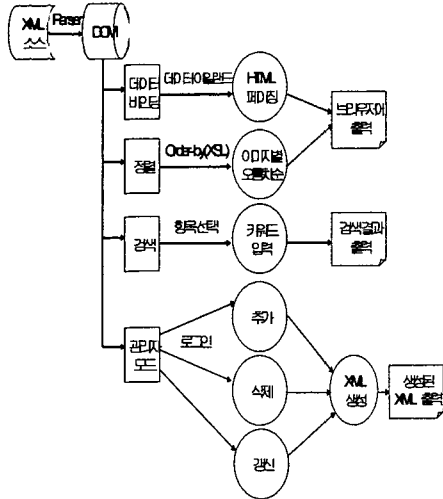 XML
소스
Parser
DOM
데이터
바인딩
데이터아일랜드
HTML
페이징
브라우저에
출력
정렬
Order-by(XSL)
이미지별
오름차순
검색
항목선택
키워드
입력
검색결과
출력
관리자
모드
로그인
추가
삭제
갱신
XML
생성
생성된
XML 출력